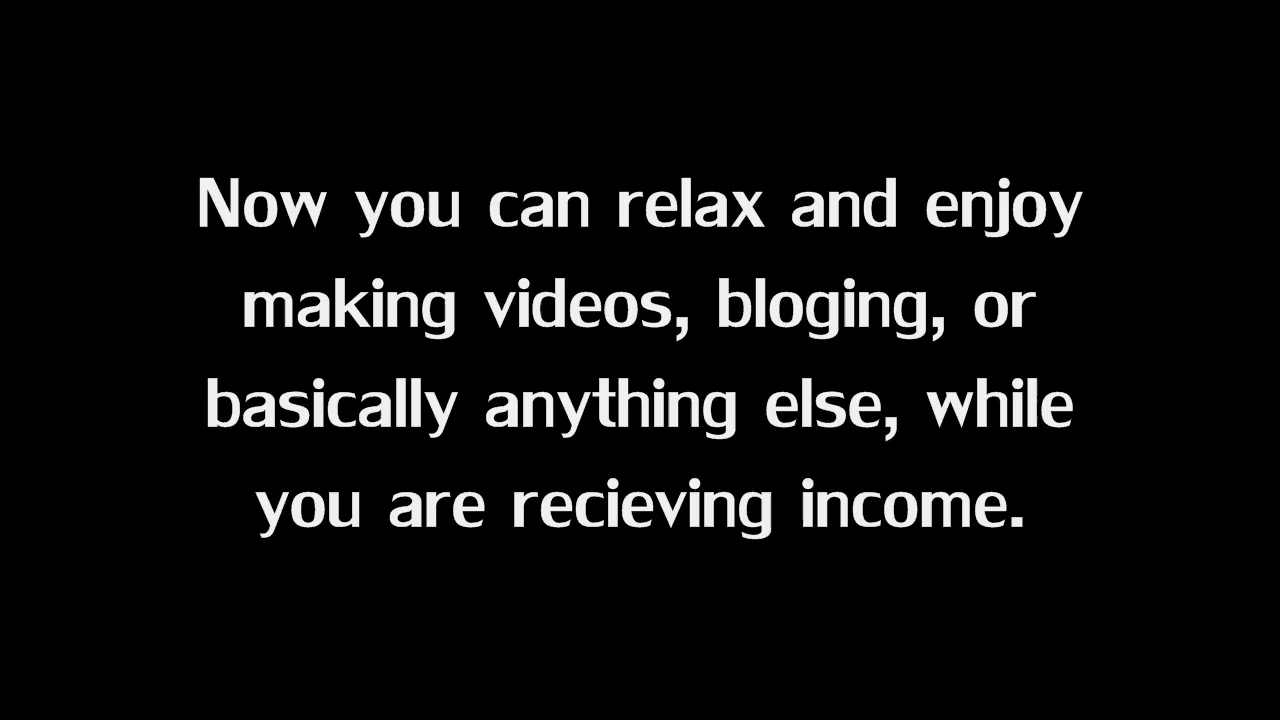 Now you can relax and enjoy
making videos, bloging, or
basically anything else, while
you are recieving income.